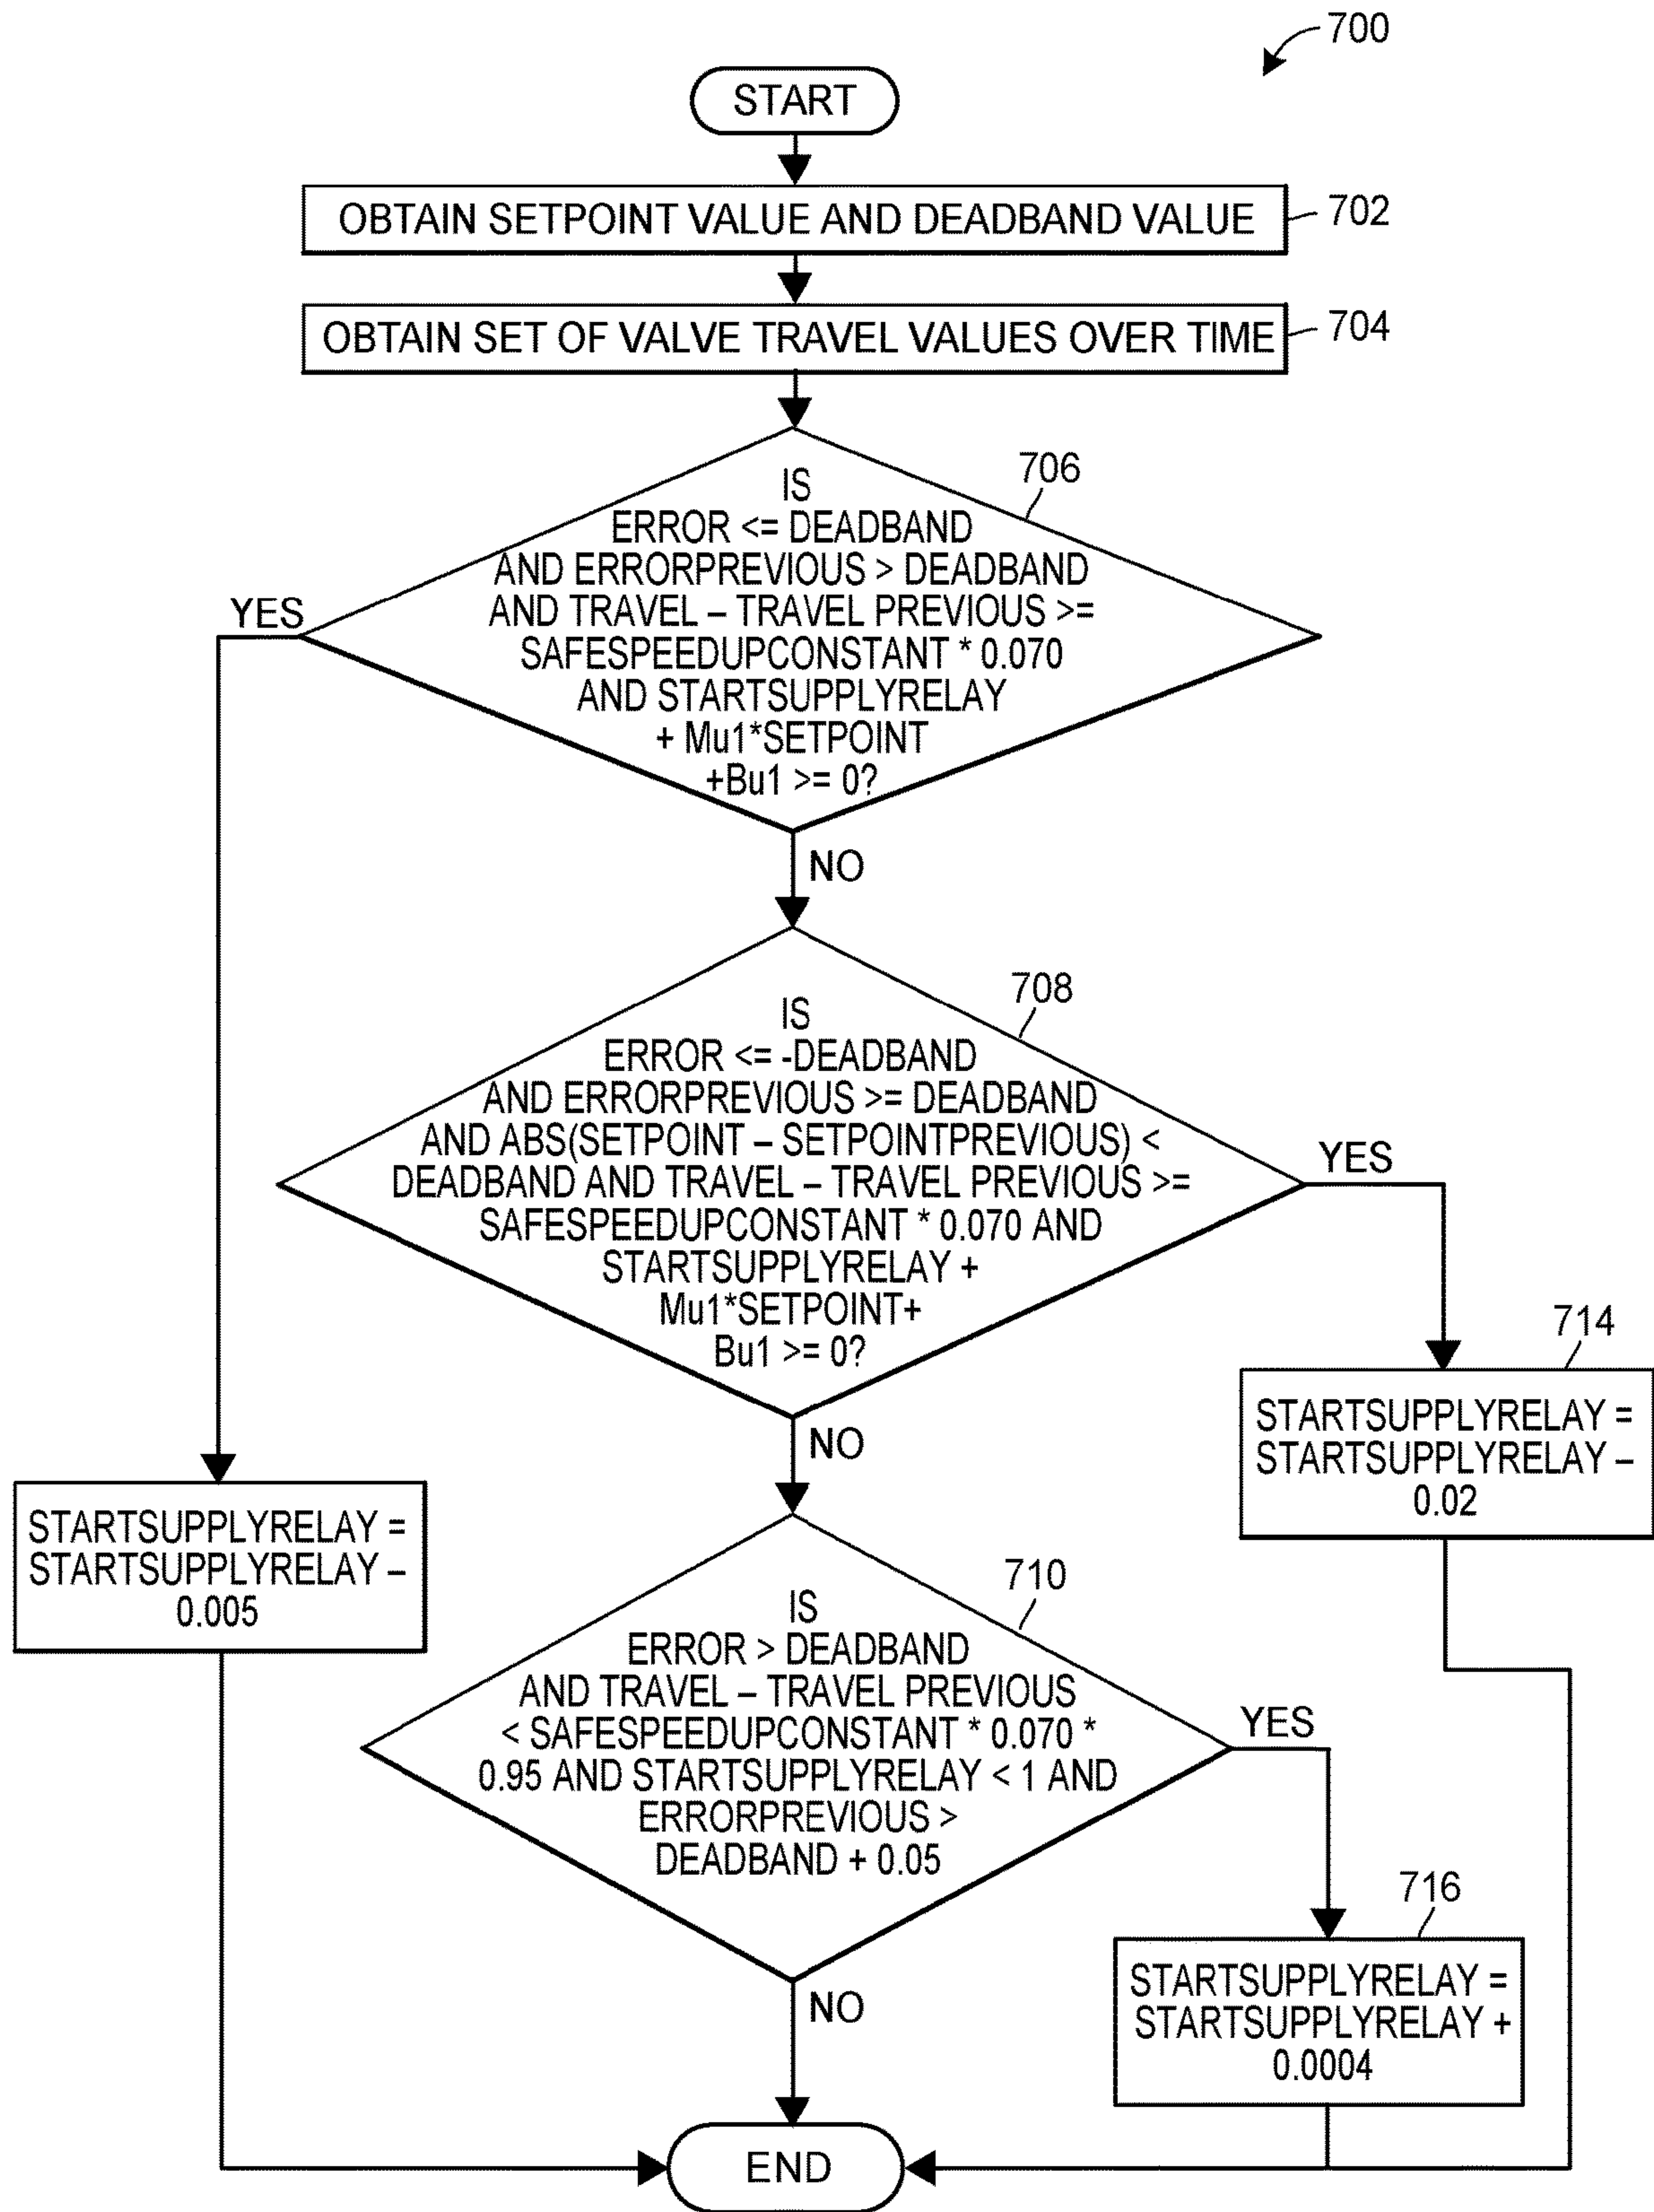 700
START
OBTAIN SETPOINT VALUE AND DEADBAND VALUE
702
OBTAIN SET OF VALVE TRAVEL VALUES OVER TIME
704
706
IS
ERROR <= DEADBAND
AND ERRORPREVIOUS > DEADBAND
AND TRAVEL – TRAVEL PREVIOUS >=
SAFESPEEDUPCONSTANT * 0.070
AND STARTSUPPLYRELAY
+ Mu1*SETPOINT
+Bu1 >= 0?
YES
NO
708
IS
ERROR <= -DEADBAND
AND ERRORPREVIOUS >= DEADBAND
AND ABS(SETPOINT – SETPOINTPREVIOUS) <
DEADBAND AND TRAVEL – TRAVEL PREVIOUS >=
SAFESPEEDUPCONSTANT * 0.070 AND
STARTSUPPLYRELAY +
Mu1*SETPOINT+
Bu1 >= 0?
YES
NO
714
STARTSUPPLYRELAY =
STARTSUPPLYRELAY –
0.02
STARTSUPPLYRELAY =
STARTSUPPLYRELAY –
0.005
710
IS
ERROR > DEADBAND
AND TRAVEL – TRAVEL PREVIOUS
< SAFESPEEDUPCONSTANT * 0.070 *
0.95 AND STARTSUPPLYRELAY < 1 AND
ERRORPREVIOUS >
DEADBAND + 0.05
YES
NO
716
STARTSUPPLYRELAY =
STARTSUPPLYRELAY +
0.0004
END